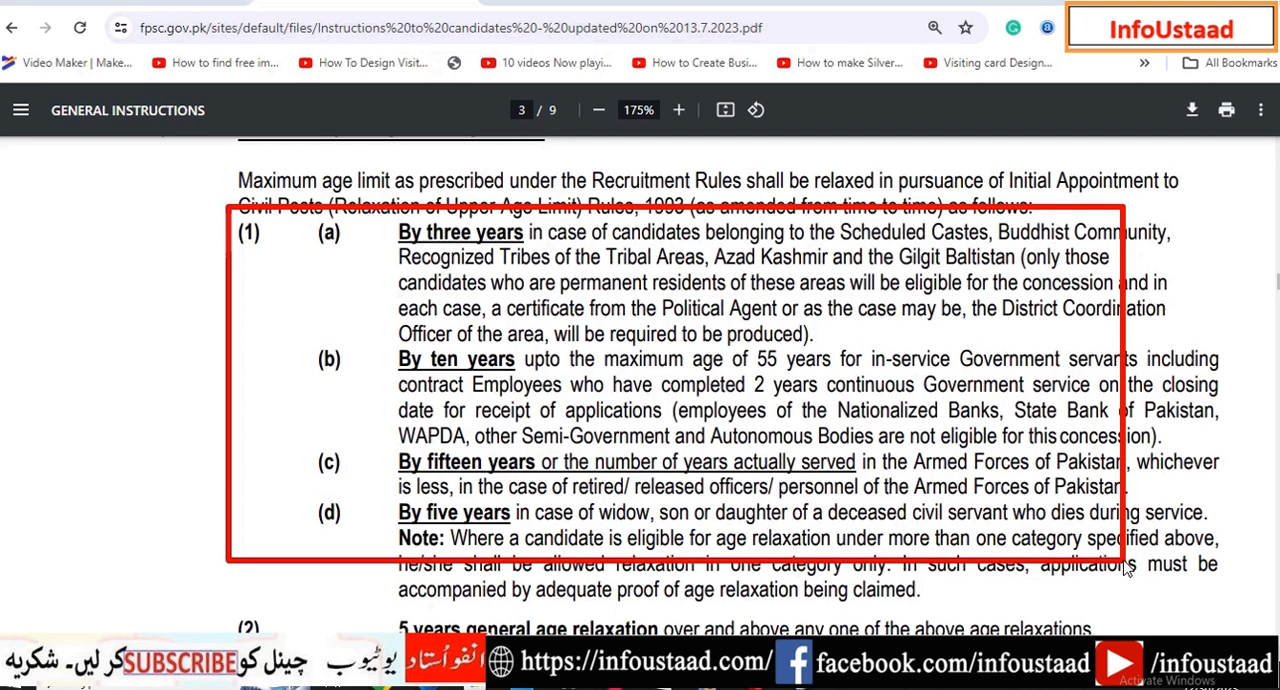 fpsc.gov.pk/sites/default/files/Instructions%20to%20candidates%20-%20updated%20on%2013.7.2023.pdf
InfoUstaad
Video Maker | Make...
How to find free im...
How To Design Visit...
10 videos Now playi...
How to Create Busi...
How to make Silver...
Visiting card Design...
»
All Bookmarks
GENERAL INSTRUCTIONS
3 / 9
175%
Maximum age limit as prescribed under the Recruitment Rules shall be relaxed in pursuance of Initial Appointment to
Civil Posts (Relaxation of Upper Age Limit) Rules, 1993 (as amended from time to time) as follows:
(1) (a) By three years in case of candidates belonging to the Scheduled Castes, Buddhist Community,
Recognized Tribes of the Tribal Areas, Azad Kashmir and the Gilgit Baltistan (only those
candidates who are permanent residents of these areas will be eligible for the concession and in
each case, a certificate from the Political Agent or as the case may be, the District Coordination
Officer of the area, will be required to be produced).
(b) By ten years upto the maximum age of 55 years for in-service Government servants including
contract Employees who have completed 2 years continuous Government service on the closing
date for receipt of applications (employees of the Nationalized Banks, State Bank of Pakistan,
WAPDA, other Semi-Government and Autonomous Bodies are not eligible for this concession).
(c) By fifteen years or the number of years actually served in the Armed Forces of Pakistan, whichever
is less, in the case of retired/ released officers/ personnel of the Armed Forces of Pakistan.
(d) By five years in case of widow, son or daughter of a deceased civil servant who dies during service.
Note: Where a candidate is eligible for age relaxation under more than one category specified above,
he/she shall be allowed relaxation in one category only. In such cases, applications must be
accompanied by adequate proof of age relaxation being claimed.
(2) 5 years general age relaxation over and above any one of the above age relaxations
انفو اُستاد یوٹیوب چینل کو SUBSCRIBE کر لیں۔ شکریہ
https://infoustaad.com/
facebook.com/infoustaad
/infoustaad
Activate Windows